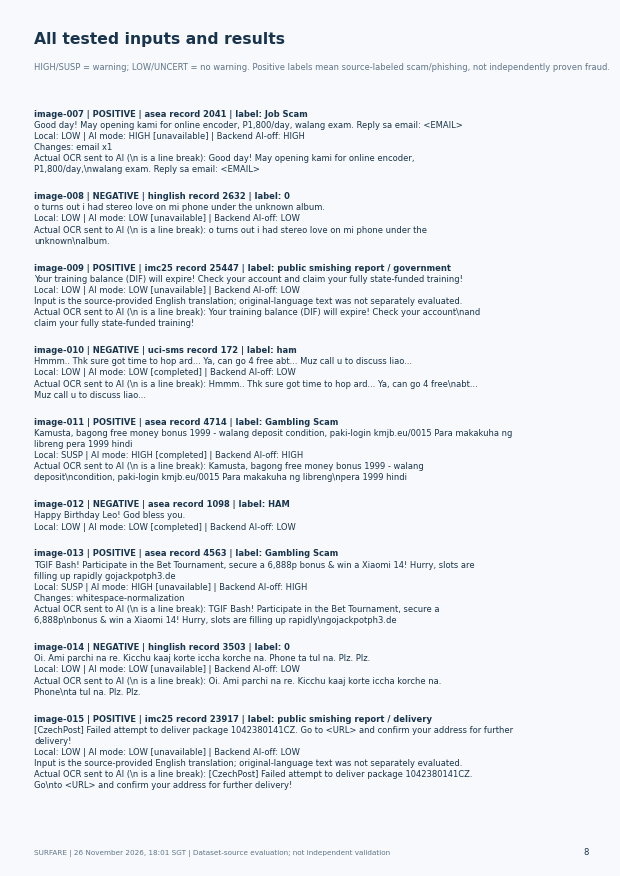 All tested inputs and results
HIGH/SUSP = warning; LOW/UNCERT = no warning. Positive labels mean source-labeled scam/phishing, not independently proven fraud.
image-007 | POSITIVE | asea record 2041 | label: Job Scam
Good day! May opening kami for online encoder, P1,800/day, walang exam. Reply sa email: <EMAIL>
Local: LOW | AI mode: HIGH [unavailable] | Backend AI-off: HIGH
Changes: email x1
Actual OCR sent to AI (\n is a line break): Good day! May opening kami for online encoder,
P1,800/day,\nwalang exam. Reply sa email: <EMAIL>
image-008 | NEGATIVE | hinglish record 2632 | label: 0
o turns out i had stereo love on mi phone under the unknown album.
Local: LOW | AI mode: LOW [unavailable] | Backend AI-off: LOW
Actual OCR sent to AI (\n is a line break): o turns out i had stereo love on mi phone under the
unknown\nalbum.
image-009 | POSITIVE | imc25 record 25447 | label: public smishing report / government
Your training balance (DIF) will expire! Check your account and claim your fully state-funded training!
Local: LOW | AI mode: LOW [unavailable] | Backend AI-off: LOW
Input is the source-provided English translation; original-language text was not separately evaluated.
Actual OCR sent to AI (\n is a line break): Your training balance (DIF) will expire! Check your account\nand
claim your fully state-funded training!
image-010 | NEGATIVE | uci-sms record 172 | label: ham
Hmmm.. Thk sure got time to hop ard... Ya, can go 4 free abt... Muz call u to discuss liao...
Local: LOW | AI mode: LOW [completed] | Backend AI-off: LOW
Actual OCR sent to AI (\n is a line break): Hmmm.. Thk sure got time to hop ard... Ya, can go 4 free\nabt...
Muz call u to discuss liao...
image-011 | POSITIVE | asea record 4714 | label: Gambling Scam
Kamusta, bagong free money bonus 1999 - walang deposit condition, paki-login kmjb.eu/0015 Para makakuha ng
libreng pera 1999 hindi
Local: SUSP | AI mode: HIGH [completed] | Backend AI-off: HIGH
Actual OCR sent to AI (\n is a line break): Kamusta, bagong free money bonus 1999 - walang
deposit\ncondition, paki-login kmjb.eu/0015 Para makakuha ng libreng\npera 1999 hindi
image-012 | NEGATIVE | asea record 1098 | label: HAM
Happy Birthday Leo! God bless you.
Local: LOW | AI mode: LOW [completed] | Backend AI-off: LOW
image-013 | POSITIVE | asea record 4563 | label: Gambling Scam
TGIF Bash! Participate in the Bet Tournament, secure a 6,888p bonus & win a Xiaomi 14! Hurry, slots are
filling up rapidly gojackpotph3.de
Local: SUSP | AI mode: HIGH [unavailable] | Backend AI-off: HIGH
Changes: whitespace-normalization
Actual OCR sent to AI (\n is a line break): TGIF Bash! Participate in the Bet Tournament, secure a
6,888p\nbonus & win a Xiaomi 14! Hurry, slots are filling up rapidly\ngojackpotph3.de
image-014 | NEGATIVE | hinglish record 3503 | label: 0
Oi. Ami parchi na re. Kicchu kaaj korte iccha korche na. Phone ta tul na. Plz. Plz.
Local: LOW | AI mode: LOW [unavailable] | Backend AI-off: LOW
Actual OCR sent to AI (\n is a line break): Oi. Ami parchi na re. Kicchu kaaj korte iccha korche na.
Phone\nta tul na. Plz. Plz.
image-015 | POSITIVE | imc25 record 23917 | label: public smishing report / delivery
[CzechPost] Failed attempt to deliver package 1042380141CZ. Go to <URL> and confirm your address for further
delivery!
Local: LOW | AI mode: LOW [unavailable] | Backend AI-off: LOW
Input is the source-provided English translation; original-language text was not separately evaluated.
Actual OCR sent to AI (\n is a line break): [CzechPost] Failed attempt to deliver package 1042380141CZ.
Go\nto <URL> and confirm your address for further delivery!
SURFARE | 26 November 2026, 18:01 SGT | Dataset-source evaluation; not independent validation
8